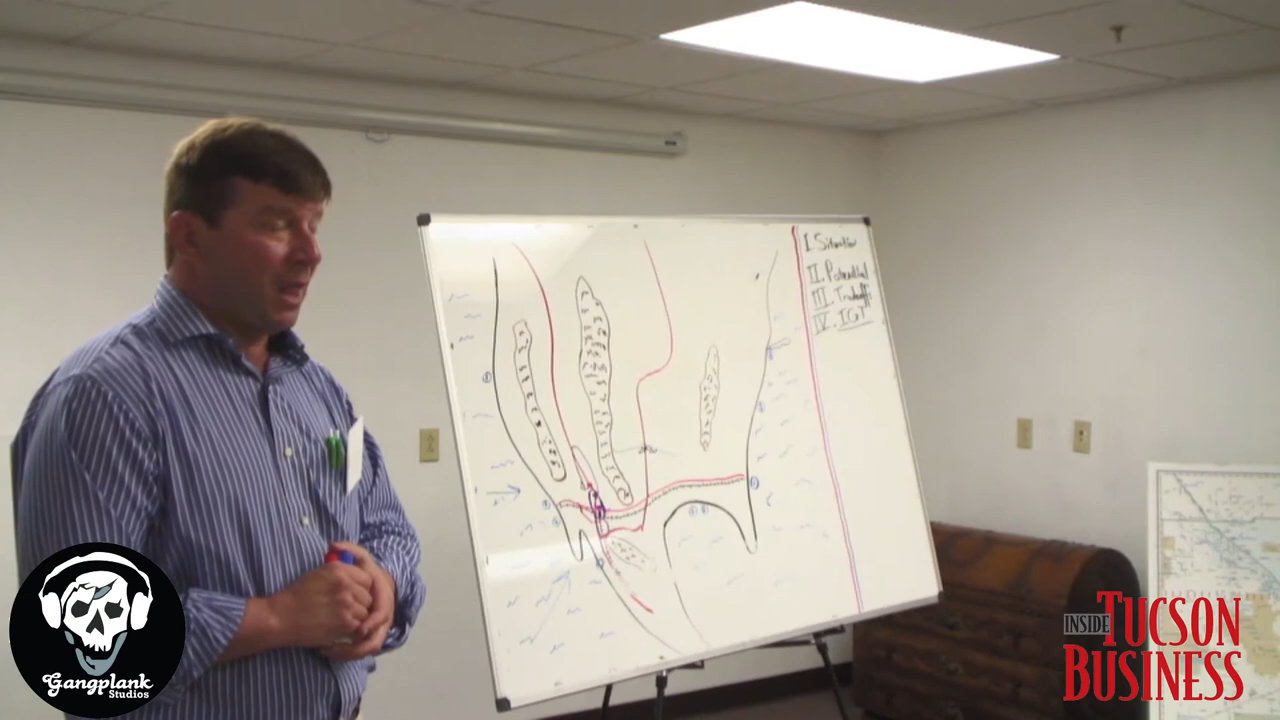 I. Situation
II. Potential
III. Tradeoffs
IV. IGT
Gangplank
Studios
INSIDE TUCSON
BUSINESS